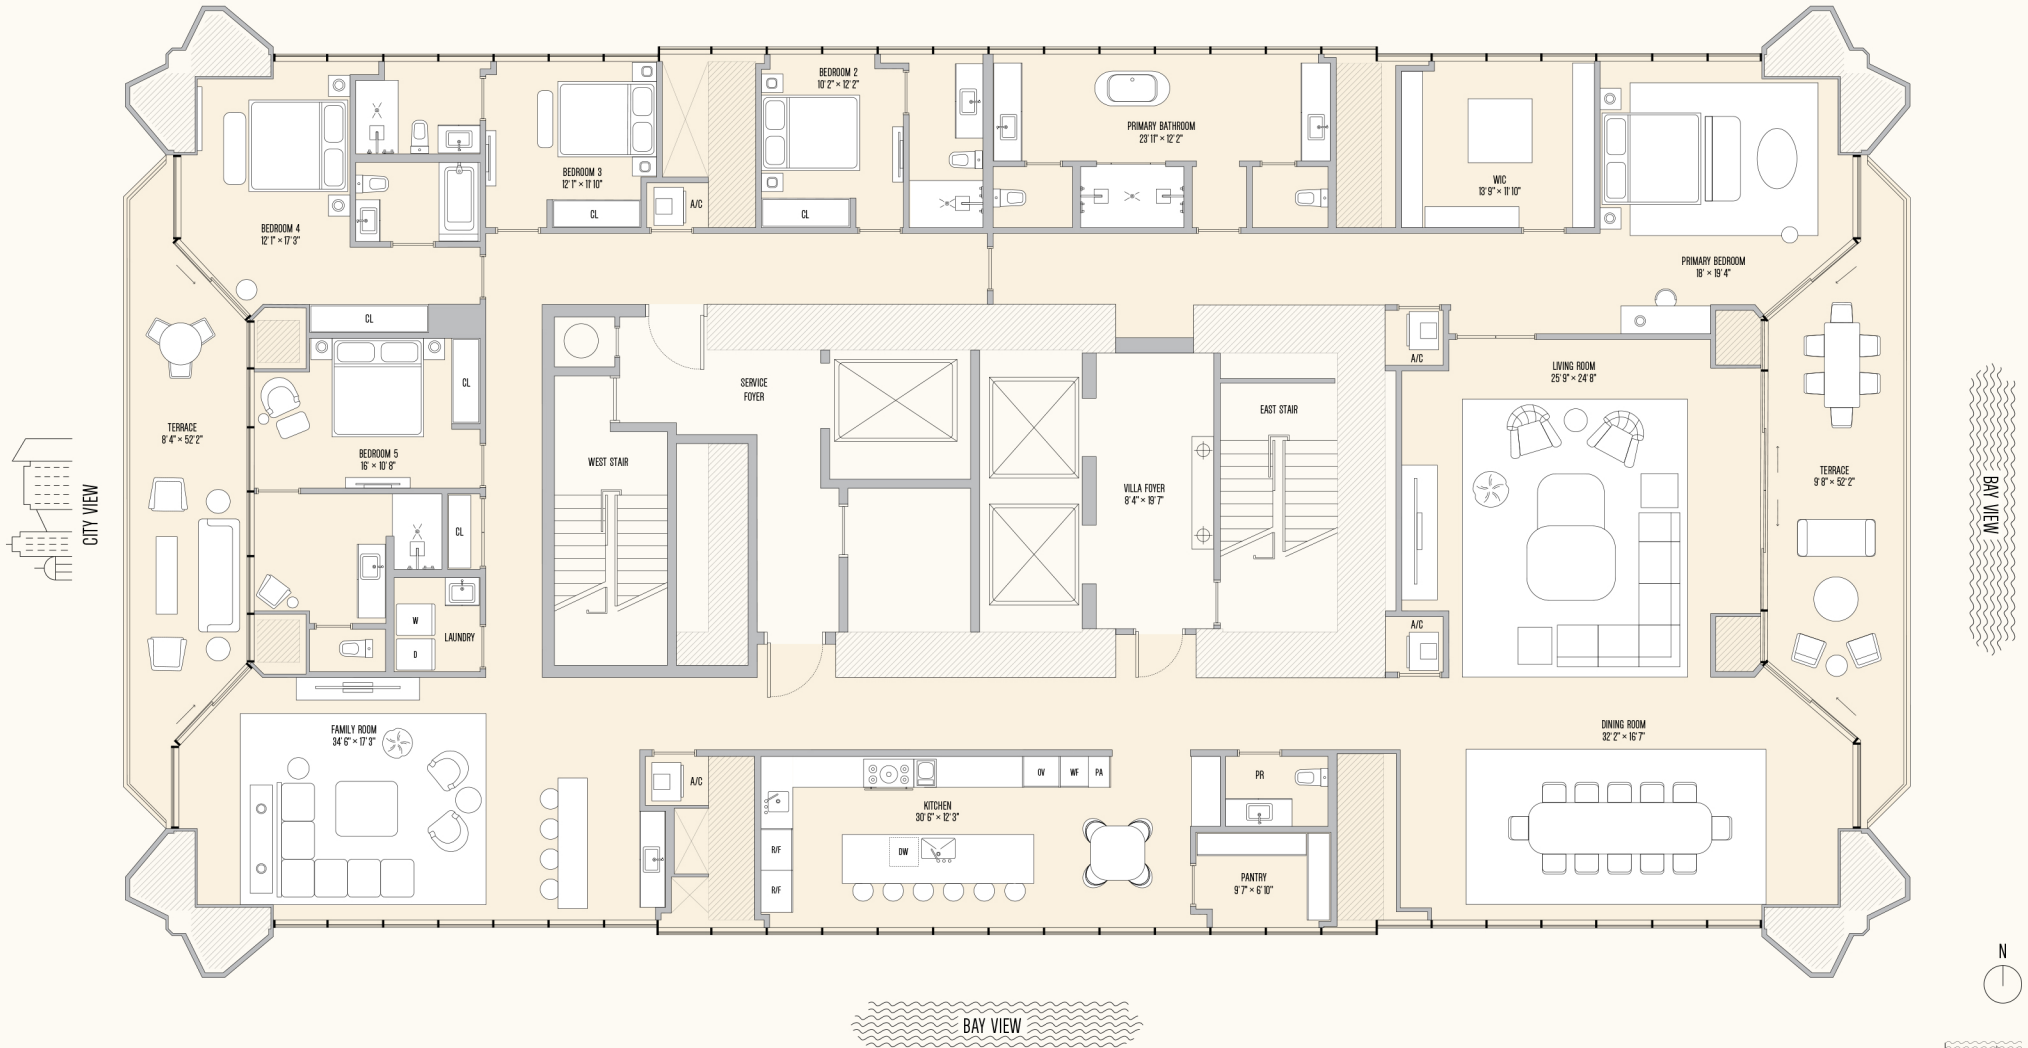 BEDROOM 2
10' 2" × 12' 2"
PRIMARY BATHROOM
23' 11" × 12' 2"
BEDROOM 3
12' 1" × 11' 10"
WIC
13' 9" × 11' 10"
A/C
CL
CL
BEDROOM 4
12' 1" × 17' 3"
PRIMARY BEDROOM
18' × 19' 4"
CL
A/C
LIVING ROOM
25' 9" × 24' 8"
SERVICE
FOYER
CL
EAST STAIR
TERRACE
8' 4" × 52' 2"
BEDROOM 5
16' × 10' 8"
WEST STAIR
TERRACE
9' 8" × 52' 2"
VILLA FOYER
8' 4" × 19' 7"
CITY VIEW
BAY VIEW
CL
W
LAUNDRY
D
A/C
FAMILY ROOM
34' 6" × 17' 3"
DINING ROOM
32' 2" × 16' 7"
A/C
OV
WF
PA
PR
KITCHEN
30' 6" × 12' 3"
R/F
DW
R/F
PANTRY
9' 7" × 6' 10"
N
BAY VIEW